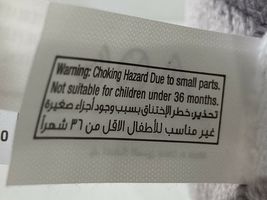 Warning: Choking Hazard Due to small parts.
Not suitable for children under 36 months.
تحذير: خطر الإختناق بسبب وجود أجزاء صغيرة
غير مناسب للأطفال الاقل من ٣٦ شهراً
0